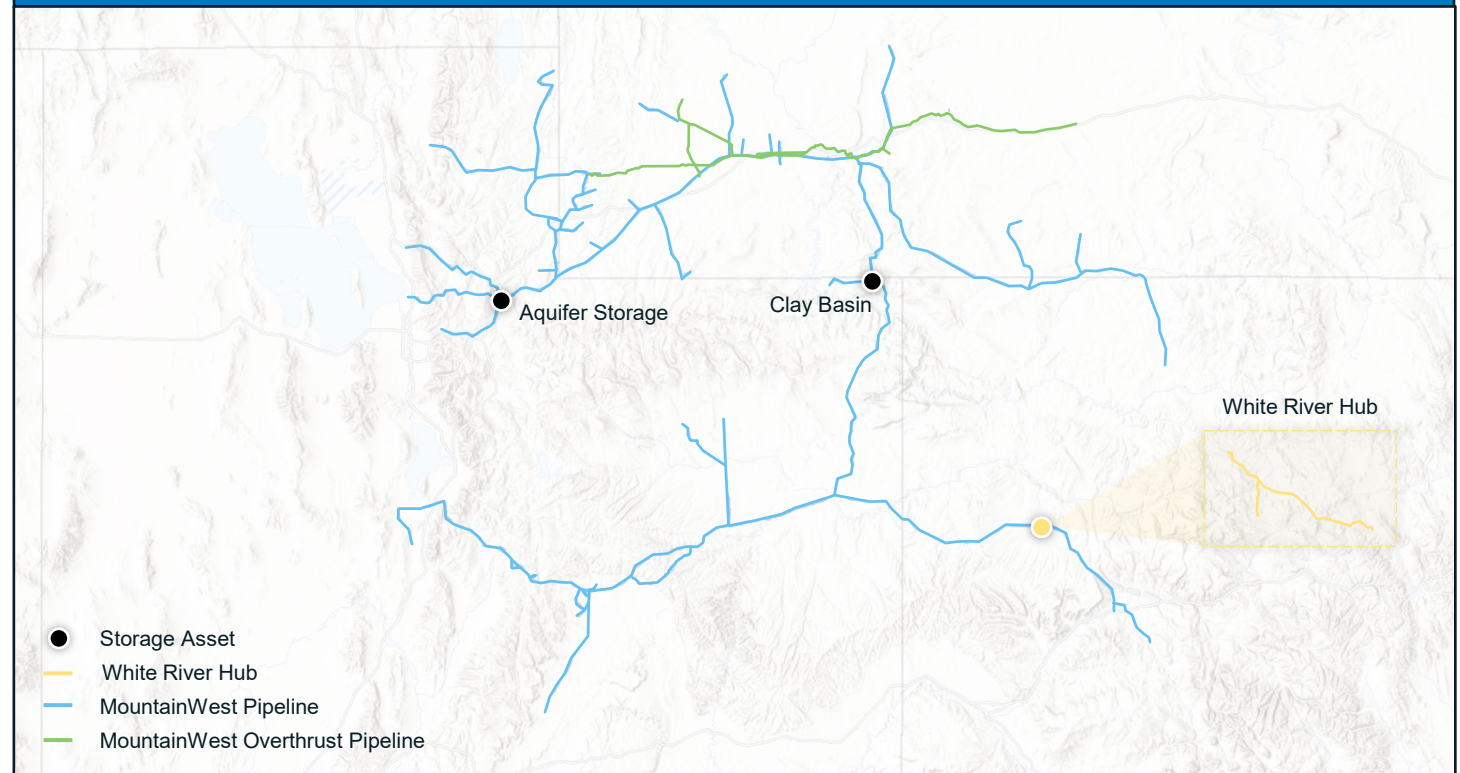 Aquifer Storage
Clay Basin
White River Hub
Storage Asset
White River Hub
MountainWest Pipeline
MountainWest Overthrust Pipeline